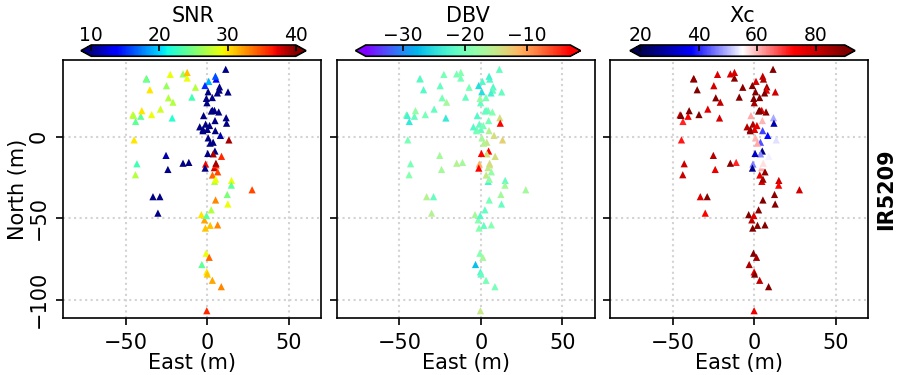 SNR DBV Xc
10 20 30 40 −30 −20 −10 20 40 60 80
North (m)
0
−50
−100
IR5209
−50 0 50 −50 0 50 −50 0 50
East (m) East (m) East (m)